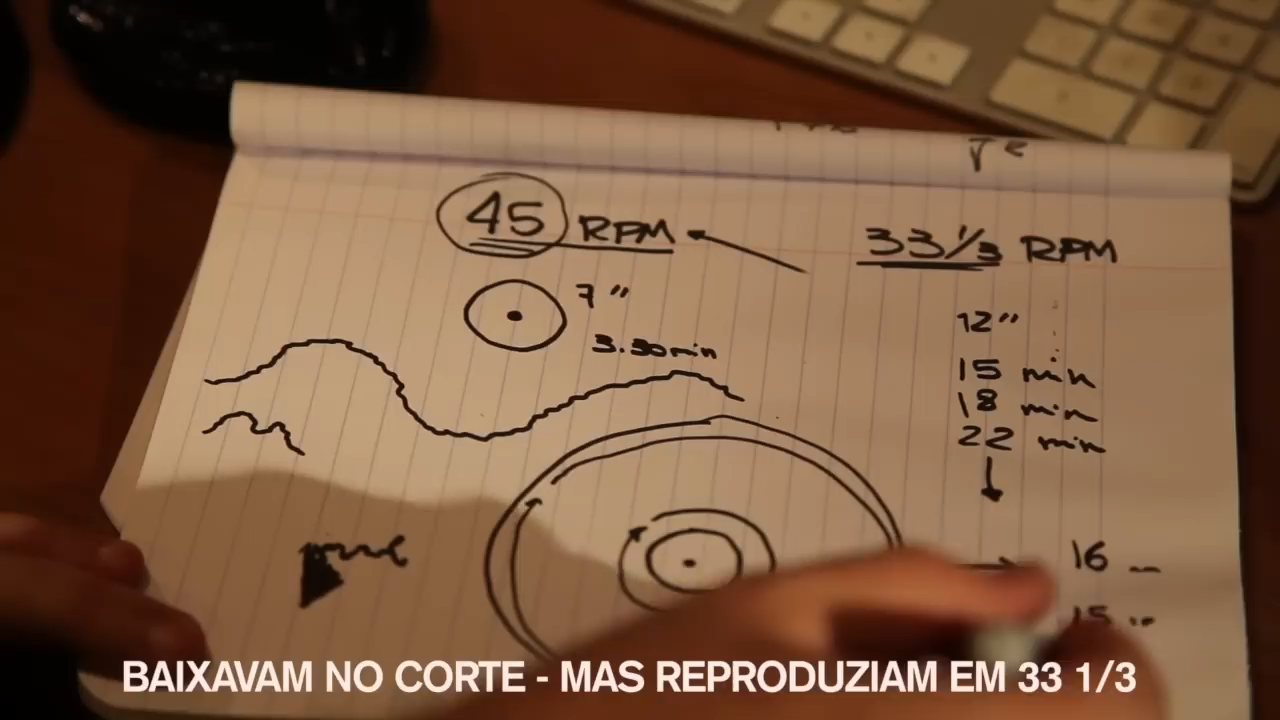 45 RPM
33 1/3 RPM
7"
3.30min
12"
15 min
18 min
22 min
16
15
BAIXAVAM NO CORTE - MAS REPRODUZIAM EM 33 1/3